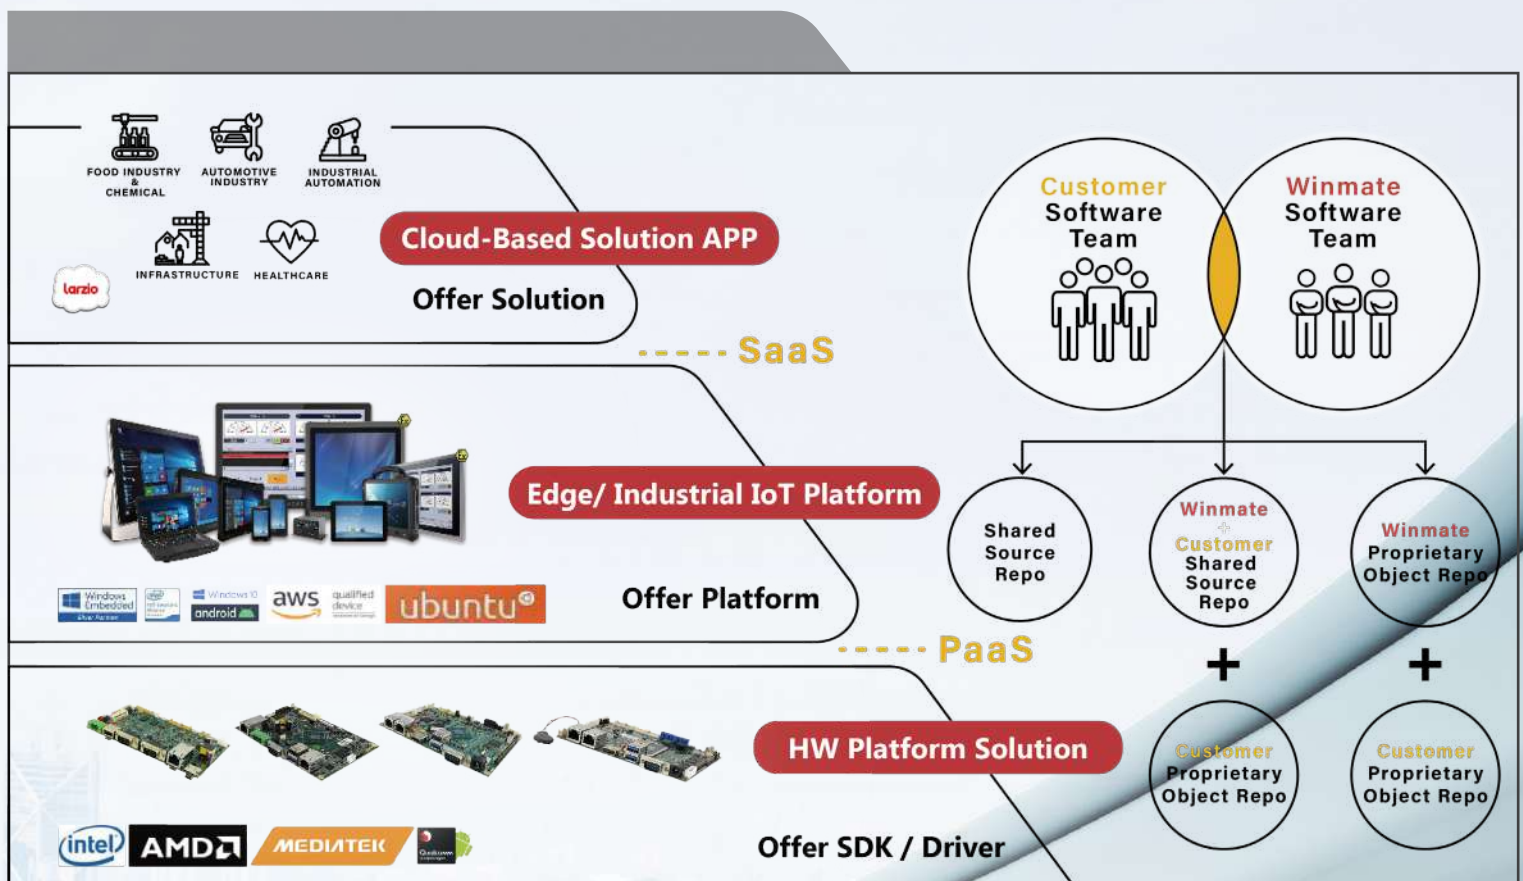 FOOD INDUSTRY
&
CHEMICAL
AUTOMOTIVE
INDUSTRY
INDUSTRIAL
AUTOMATION
INFRASTRUCTURE
HEALTHCARE
larzio
Cloud-Based Solution APP
Offer Solution
SaaS
Edge/ Industrial IoT Platform
Windows
Embedded
Windows 10
android
aws
qualified
device
ubuntu
Offer Platform
PaaS
HW Platform Solution
intel
AMD
MEDIATEK
Qualcomm
Offer SDK / Driver
Customer
Software
Team
Winmate
Software
Team
Shared
Source
Repo
Winmate
+
Customer
Shared
Source
Repo
Winmate
Proprietary
Object Repo
+
+
Customer
Proprietary
Object Repo
Customer
Proprietary
Object Repo